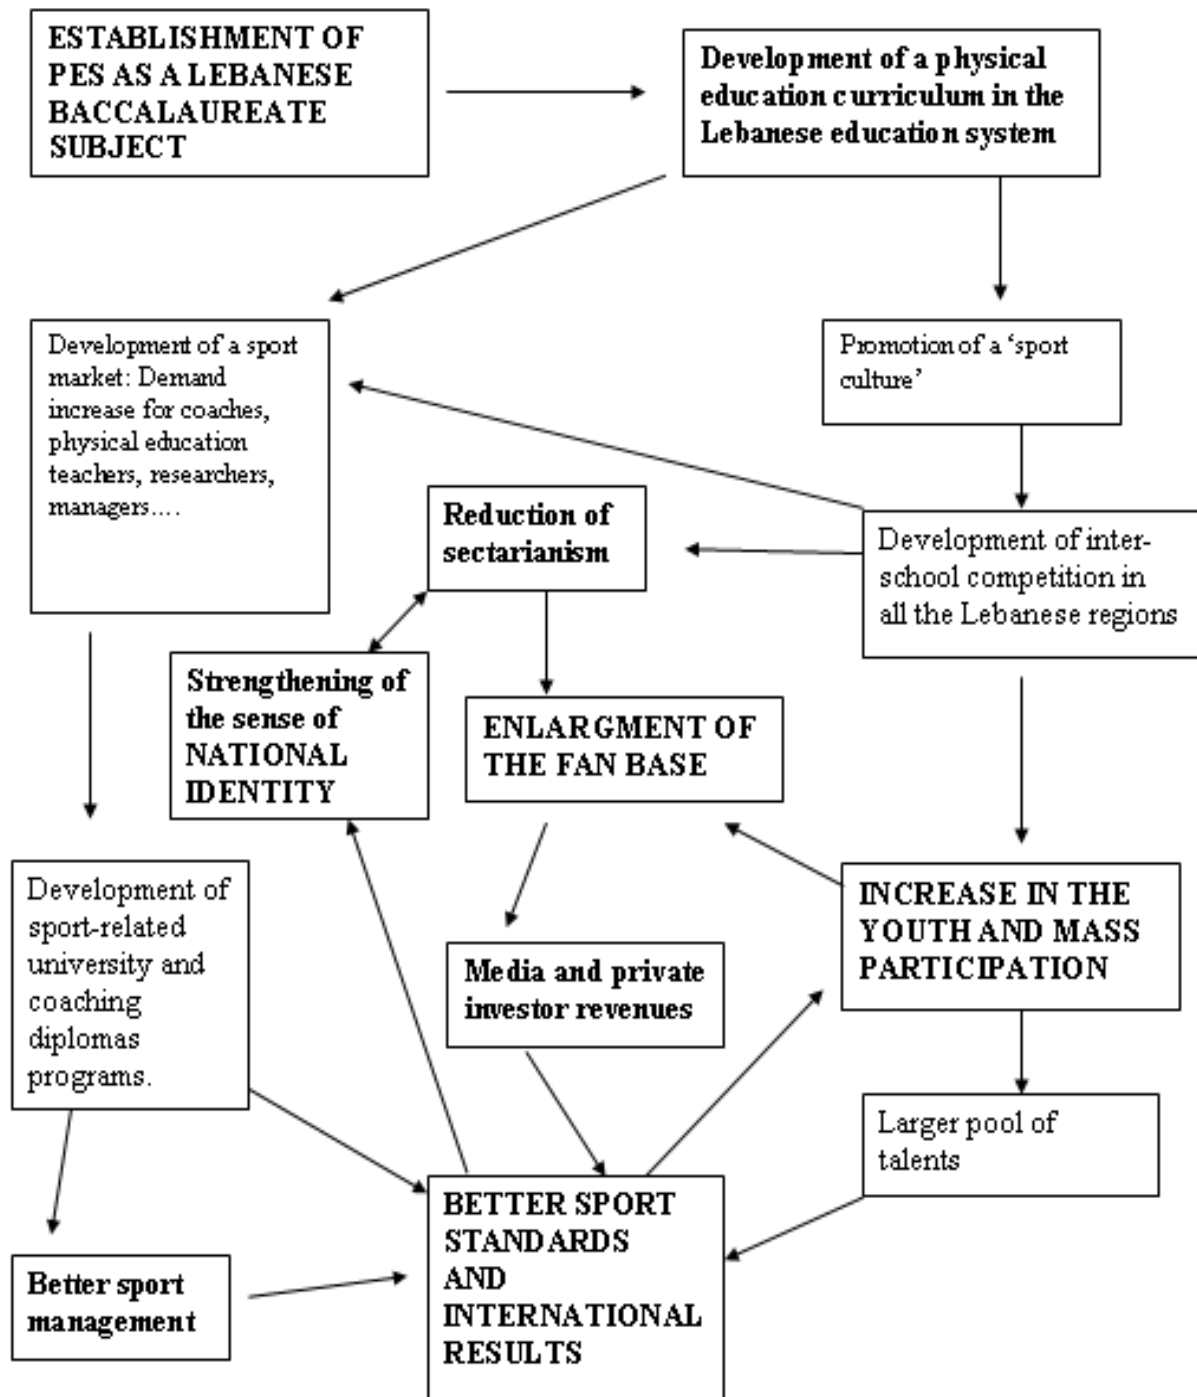 ESTABLISHMENT OF
PES AS A LEBANESE
BACCALAUREATE
SUBJECT
Development of a physical
education curriculum in the
Lebanese education system
Development of a sport
market: Demand
increase for coaches,
physical education
teachers, researchers,
managers….
Promotion of a ‘sport
culture’
Reduction of
sectarianism
Development of inter-
school competition in
all the Lebanese regions
Strengthening of
the sense of
NATIONAL
IDENTITY
ENLARGMENT OF
THE FAN BASE
Development of
sport-related
university and
coaching
diplomas
programs.
Media and private
investor revenues
INCREASE IN THE
YOUTH AND MASS
PARTICIPATION
Larger pool of
talents
Better sport
management
BETTER SPORT
STANDARDS
AND
INTERNATIONAL
RESULTS